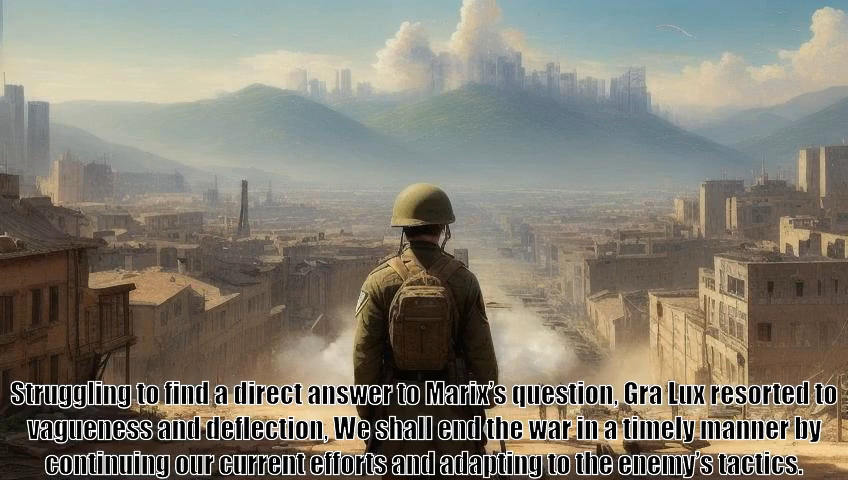 Struggling to find a direct answer to Marix's question, Gra Lux resorted to
vagueness and deflection, We shall end the war in a timely manner by
continuing our current efforts and adapting to the enemy's tactics.